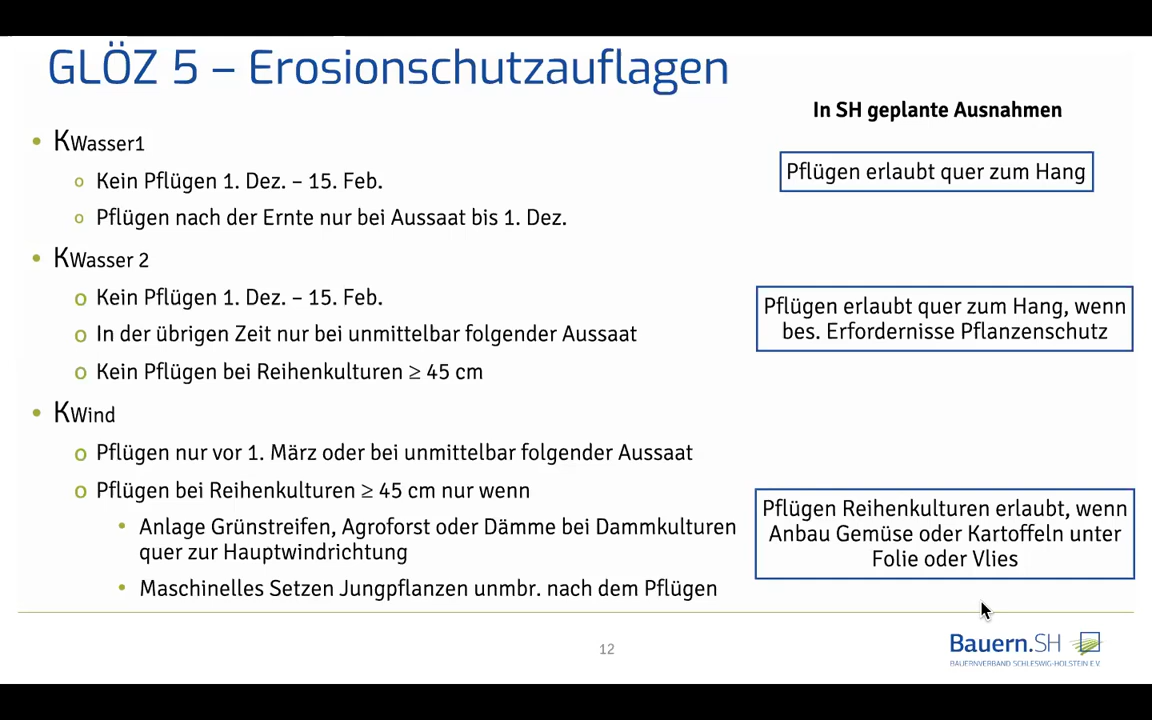 GLÖZ 5 – Erosionschutzauflagen
In SH geplante Ausnahmen
• KWasser1
o Kein Pflügen 1. Dez. – 15. Feb.
o Pflügen nach der Ernte nur bei Aussaat bis 1. Dez.
Pflügen erlaubt quer zum Hang
• KWasser 2
o Kein Pflügen 1. Dez. – 15. Feb.
o In der übrigen Zeit nur bei unmittelbar folgender Aussaat
o Kein Pflügen bei Reihenkulturen ≥ 45 cm
Pflügen erlaubt quer zum Hang, wenn
bes. Erfordernisse Pflanzenschutz
• KWind
o Pflügen nur vor 1. März oder bei unmittelbar folgender Aussaat
o Pflügen bei Reihenkulturen ≥ 45 cm nur wenn
• Anlage Grünstreifen, Agroforst oder Dämme bei Dammkulturen
quer zur Hauptwindrichtung
• Maschinelles Setzen Jungpflanzen unmbr. nach dem Pflügen
Pflügen Reihenkulturen erlaubt, wenn
Anbau Gemüse oder Kartoffeln unter
Folie oder Vlies
12
Bauern.SH
BAUERNVERBAND SCHLESWIG-HOLSTEIN E.V.